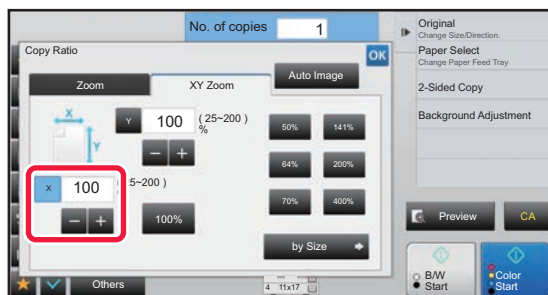 No. of copies 1
Copy Ratio
OK
Zoom
XY Zoom
Auto Image
X
Y
Y 100 ( 25~200 )
%
− +
X 100 5~200 )
− +
100%
50% 141%
64% 200%
70% 400%
by Size
Others
4 11x17
Original
Change Size/Direction.
Paper Select
Change Paper Feed Tray
2-Sided Copy
Background Adjustment
Preview
CA
B/W
Start
Color
Start